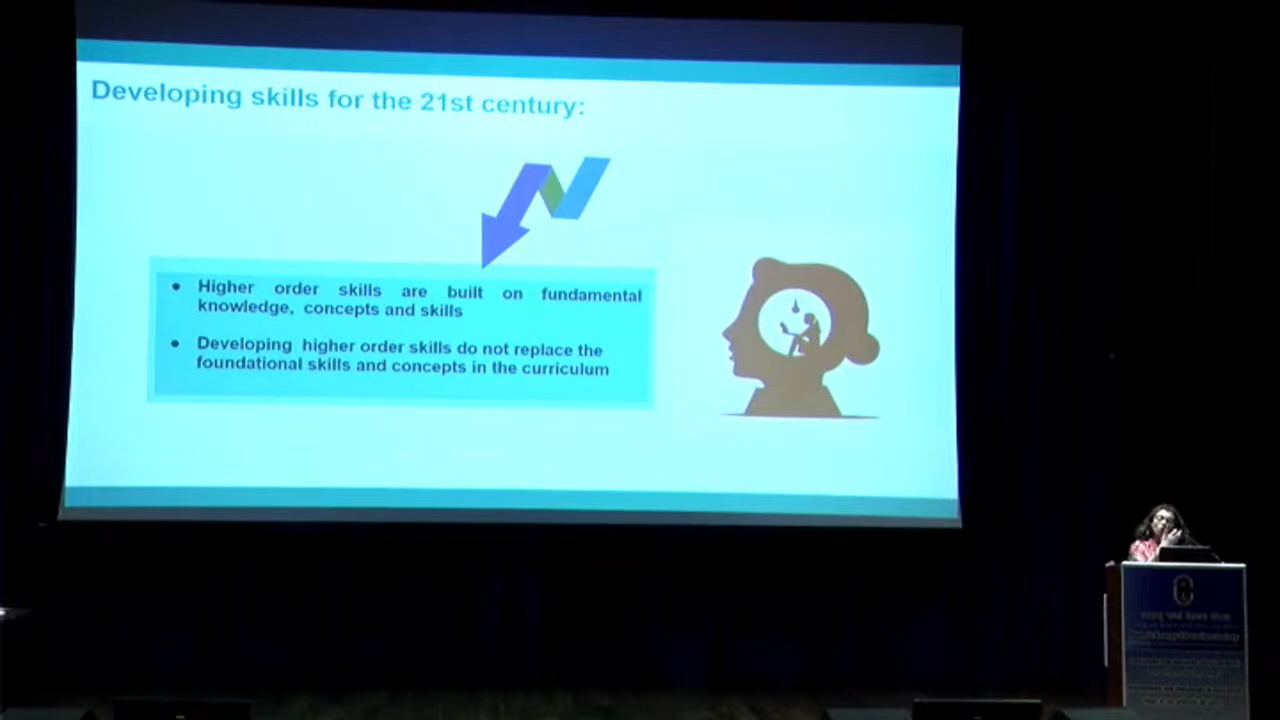 Developing skills for the 21st century:
● Higher order skills are built on fundamental
knowledge, concepts and skills
● Developing higher order skills do not replace the
foundational skills and concepts in the curriculum